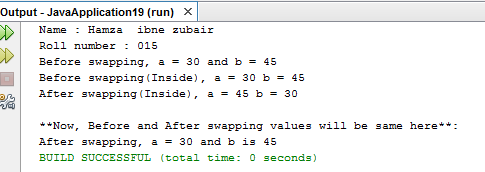 Output - JavaApplication19 (run) ×
Name : Hamza  ibne zubair
Roll number : 015
Before swapping, a = 30 and b = 45
Before swapping(Inside), a = 30 b = 45
After swapping(Inside), a = 45 b = 30
**Now, Before and After swapping values will be same here**:
After swapping, a = 30 and b is 45
BUILD SUCCESSFUL (total time: 0 seconds)